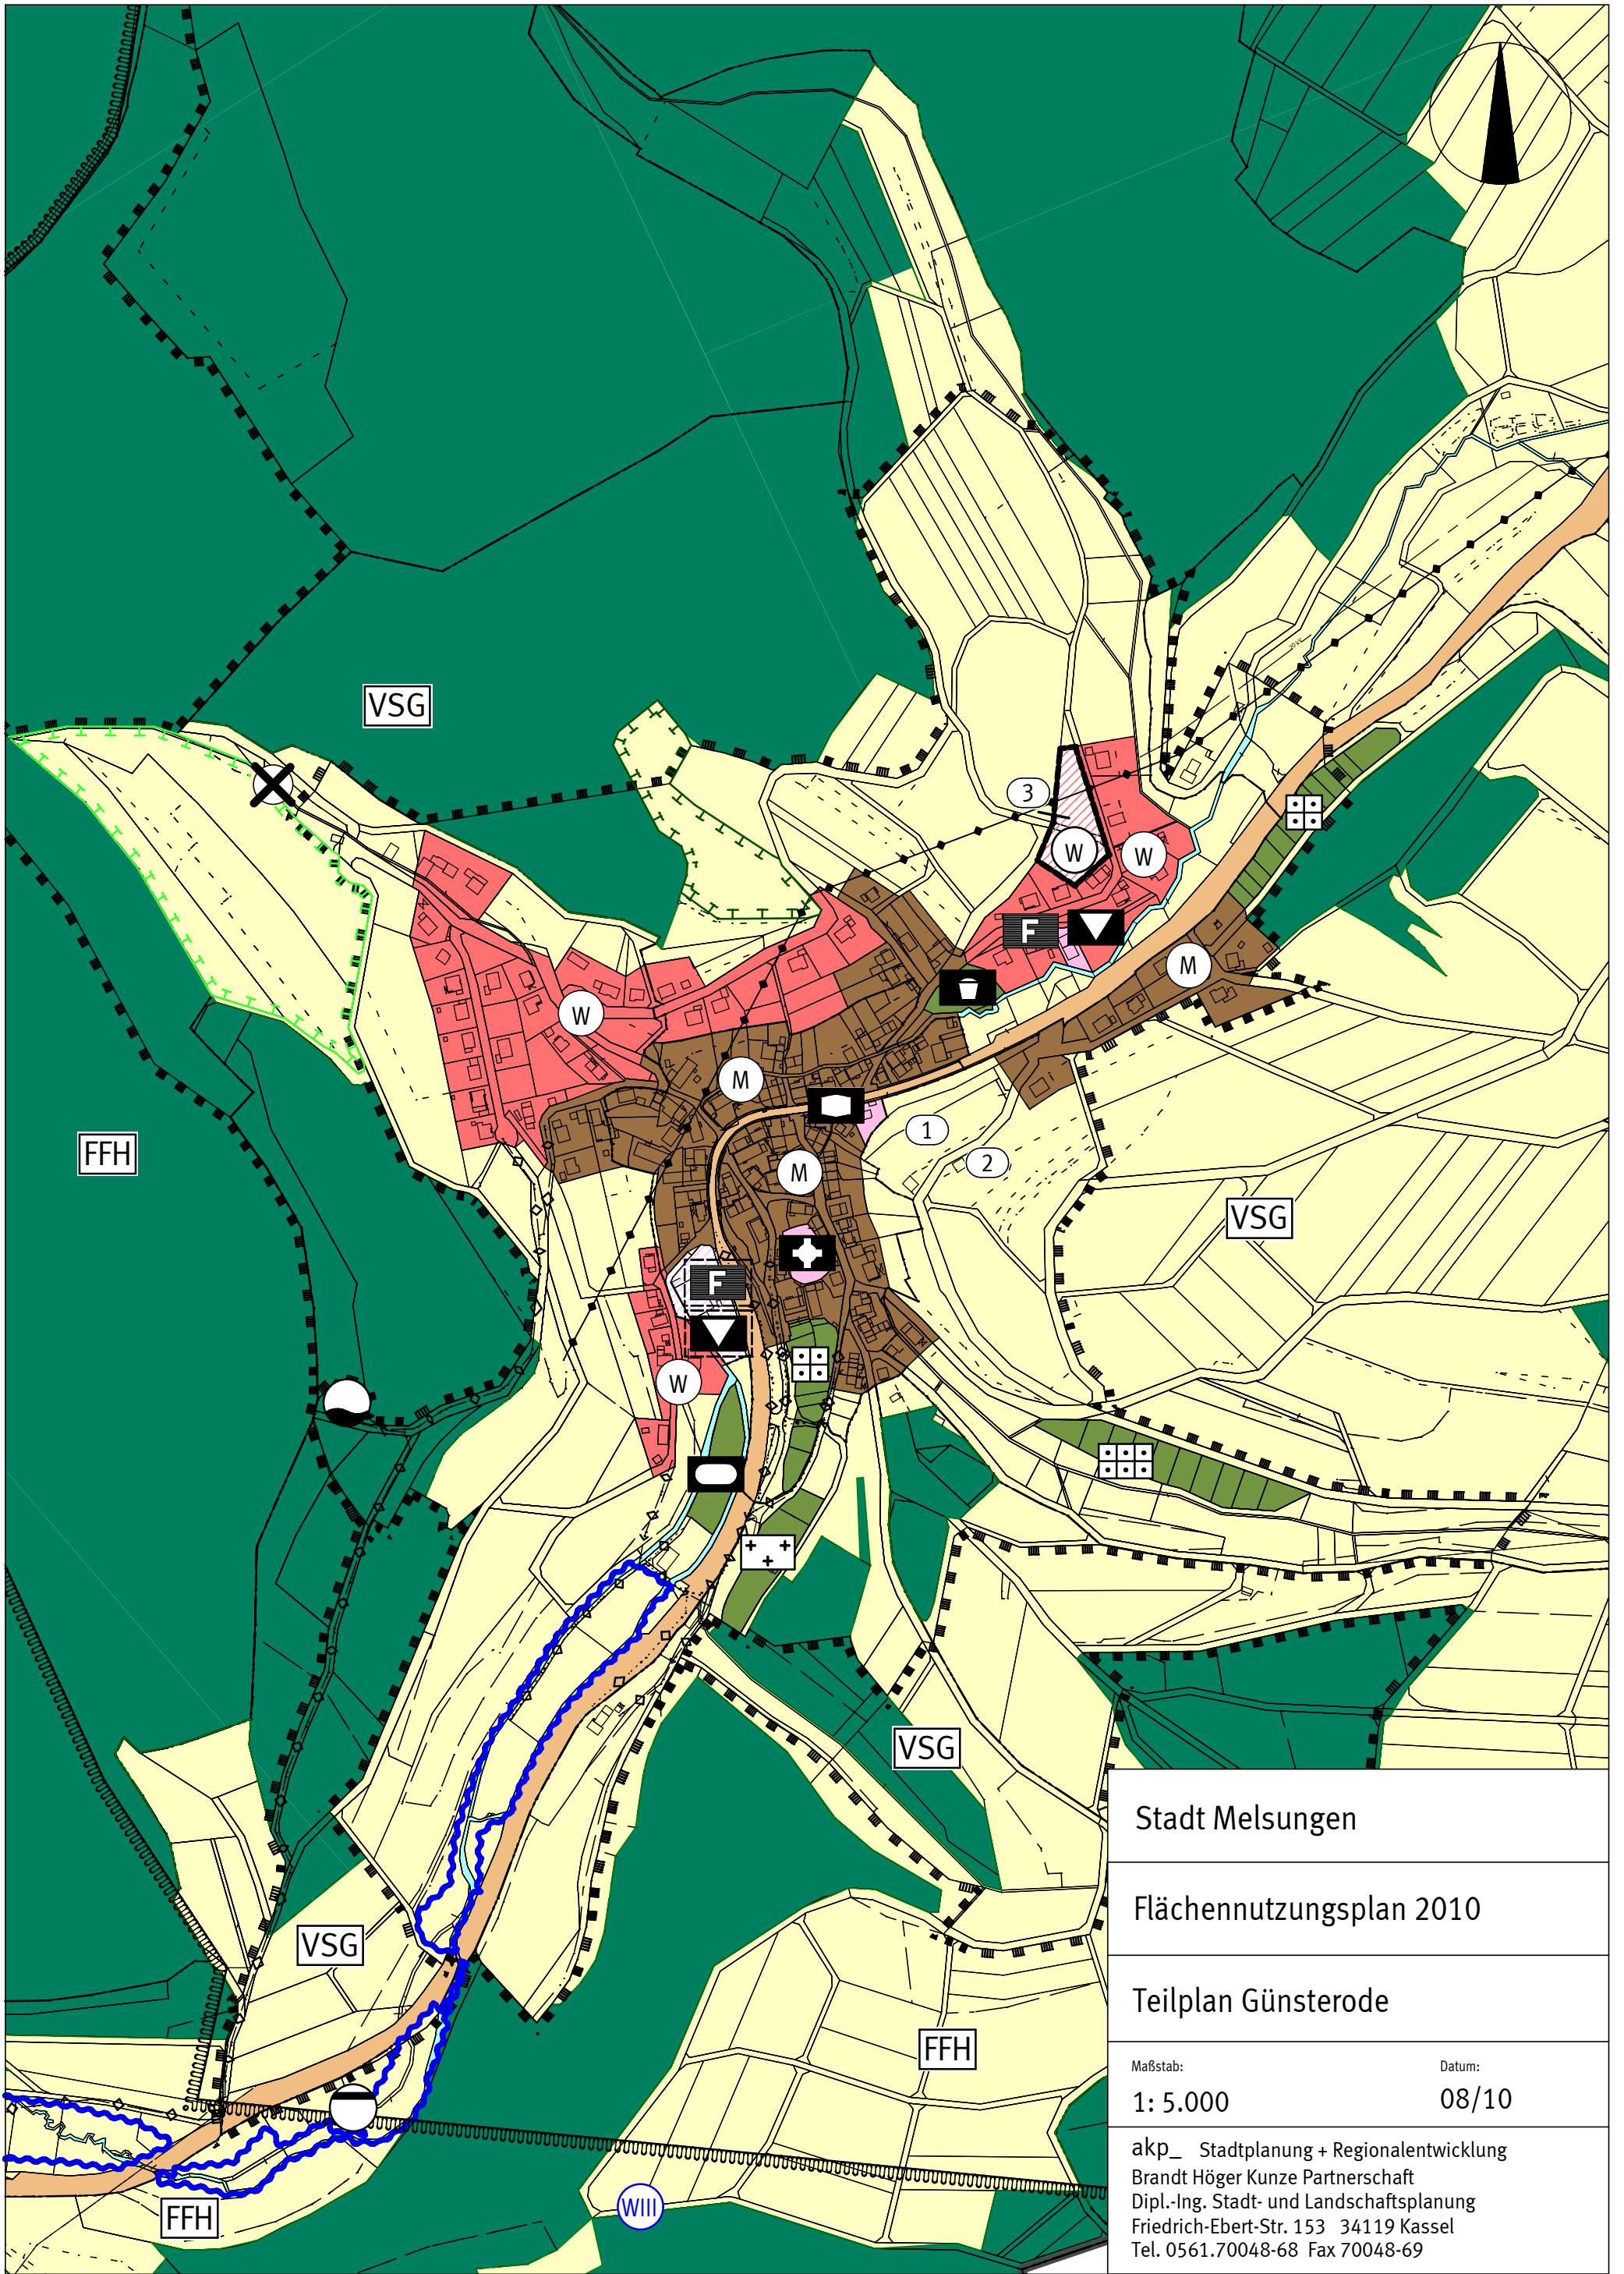 VSG
3
W
W
F
M
W
M
FFH
1
M
2
VSG
F
W
VSG
Stadt Melsungen
Flächennutzungsplan 2010
VSG
Teilplan Günsterode
FFH
Maßstab:
Datum:
1: 5.000
08/10
akp_ Stadtplanung + Regionalentwicklung
Brandt Höger Kunze Partnerschaft
Dipl.-Ing. Stadt- und Landschaftsplanung
Friedrich-Ebert-Str. 153 34119 Kassel
Tel. 0561.70048-68 Fax 70048-69
WIII
FFH